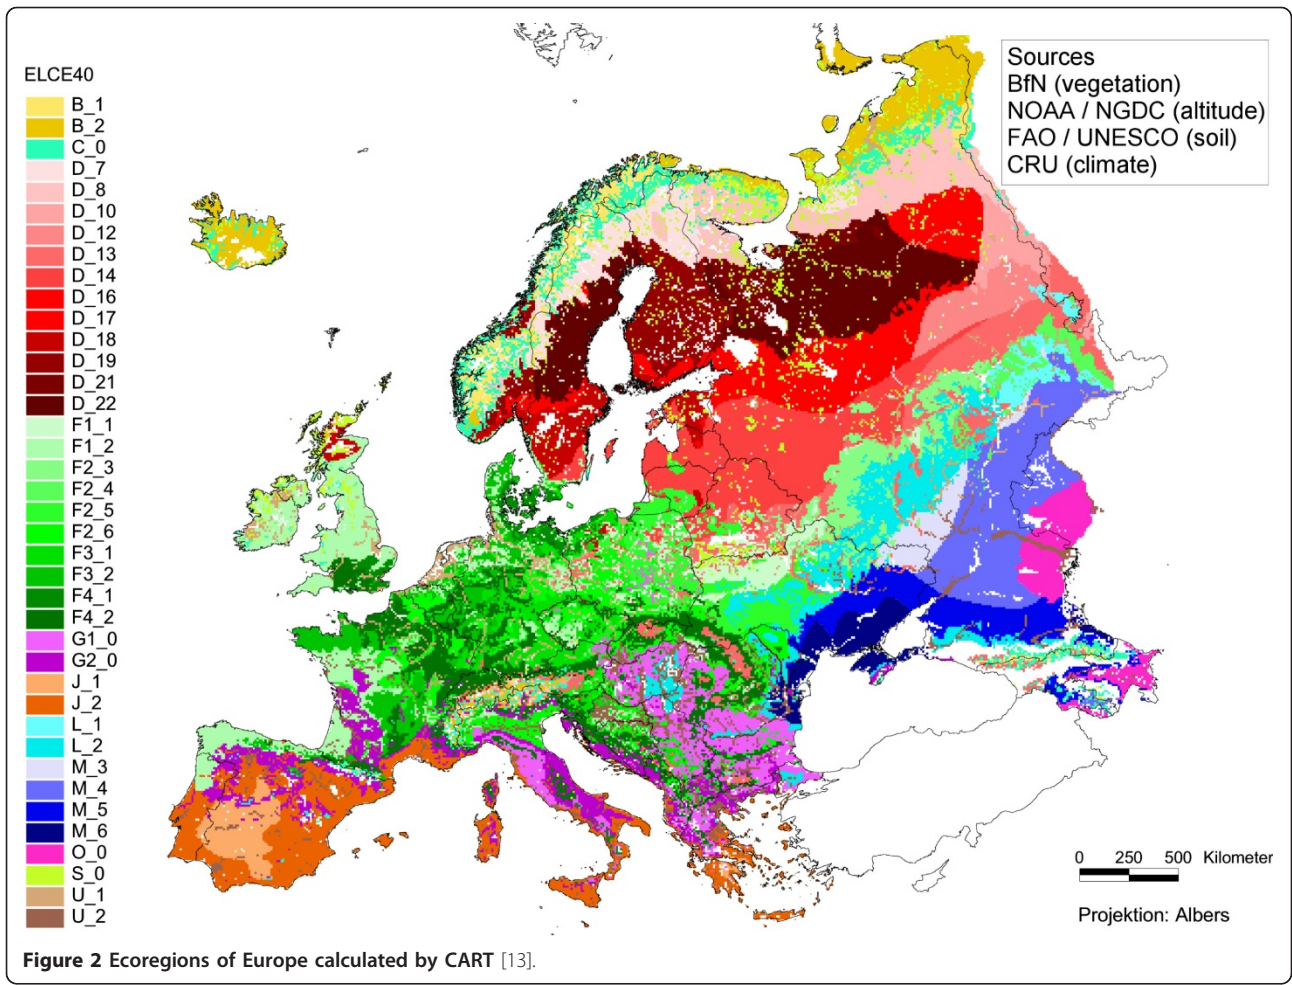 ELCE40
B_1
B_2
C_0
D_7
D_8
D_10
D_12
D_13
D_14
D_16
D_17
D_18
D_19
D_21
D_22
F1_1
F1_2
F2_3
F2_4
F2_5
F2_6
F3_1
F3_2
F4_1
F4_2
G1_0
G2_0
J_1
J_2
L_1
L_2
M_3
M_4
M_5
M_6
O_0
S_0
U_1
U_2
Sources
BfN (vegetation)
NOAA / NGDC (altitude)
FAO / UNESCO (soil)
CRU (climate)
0 250 500 Kilometer
Projektion: Albers
Figure 2 Ecoregions of Europe calculated by CART [13].